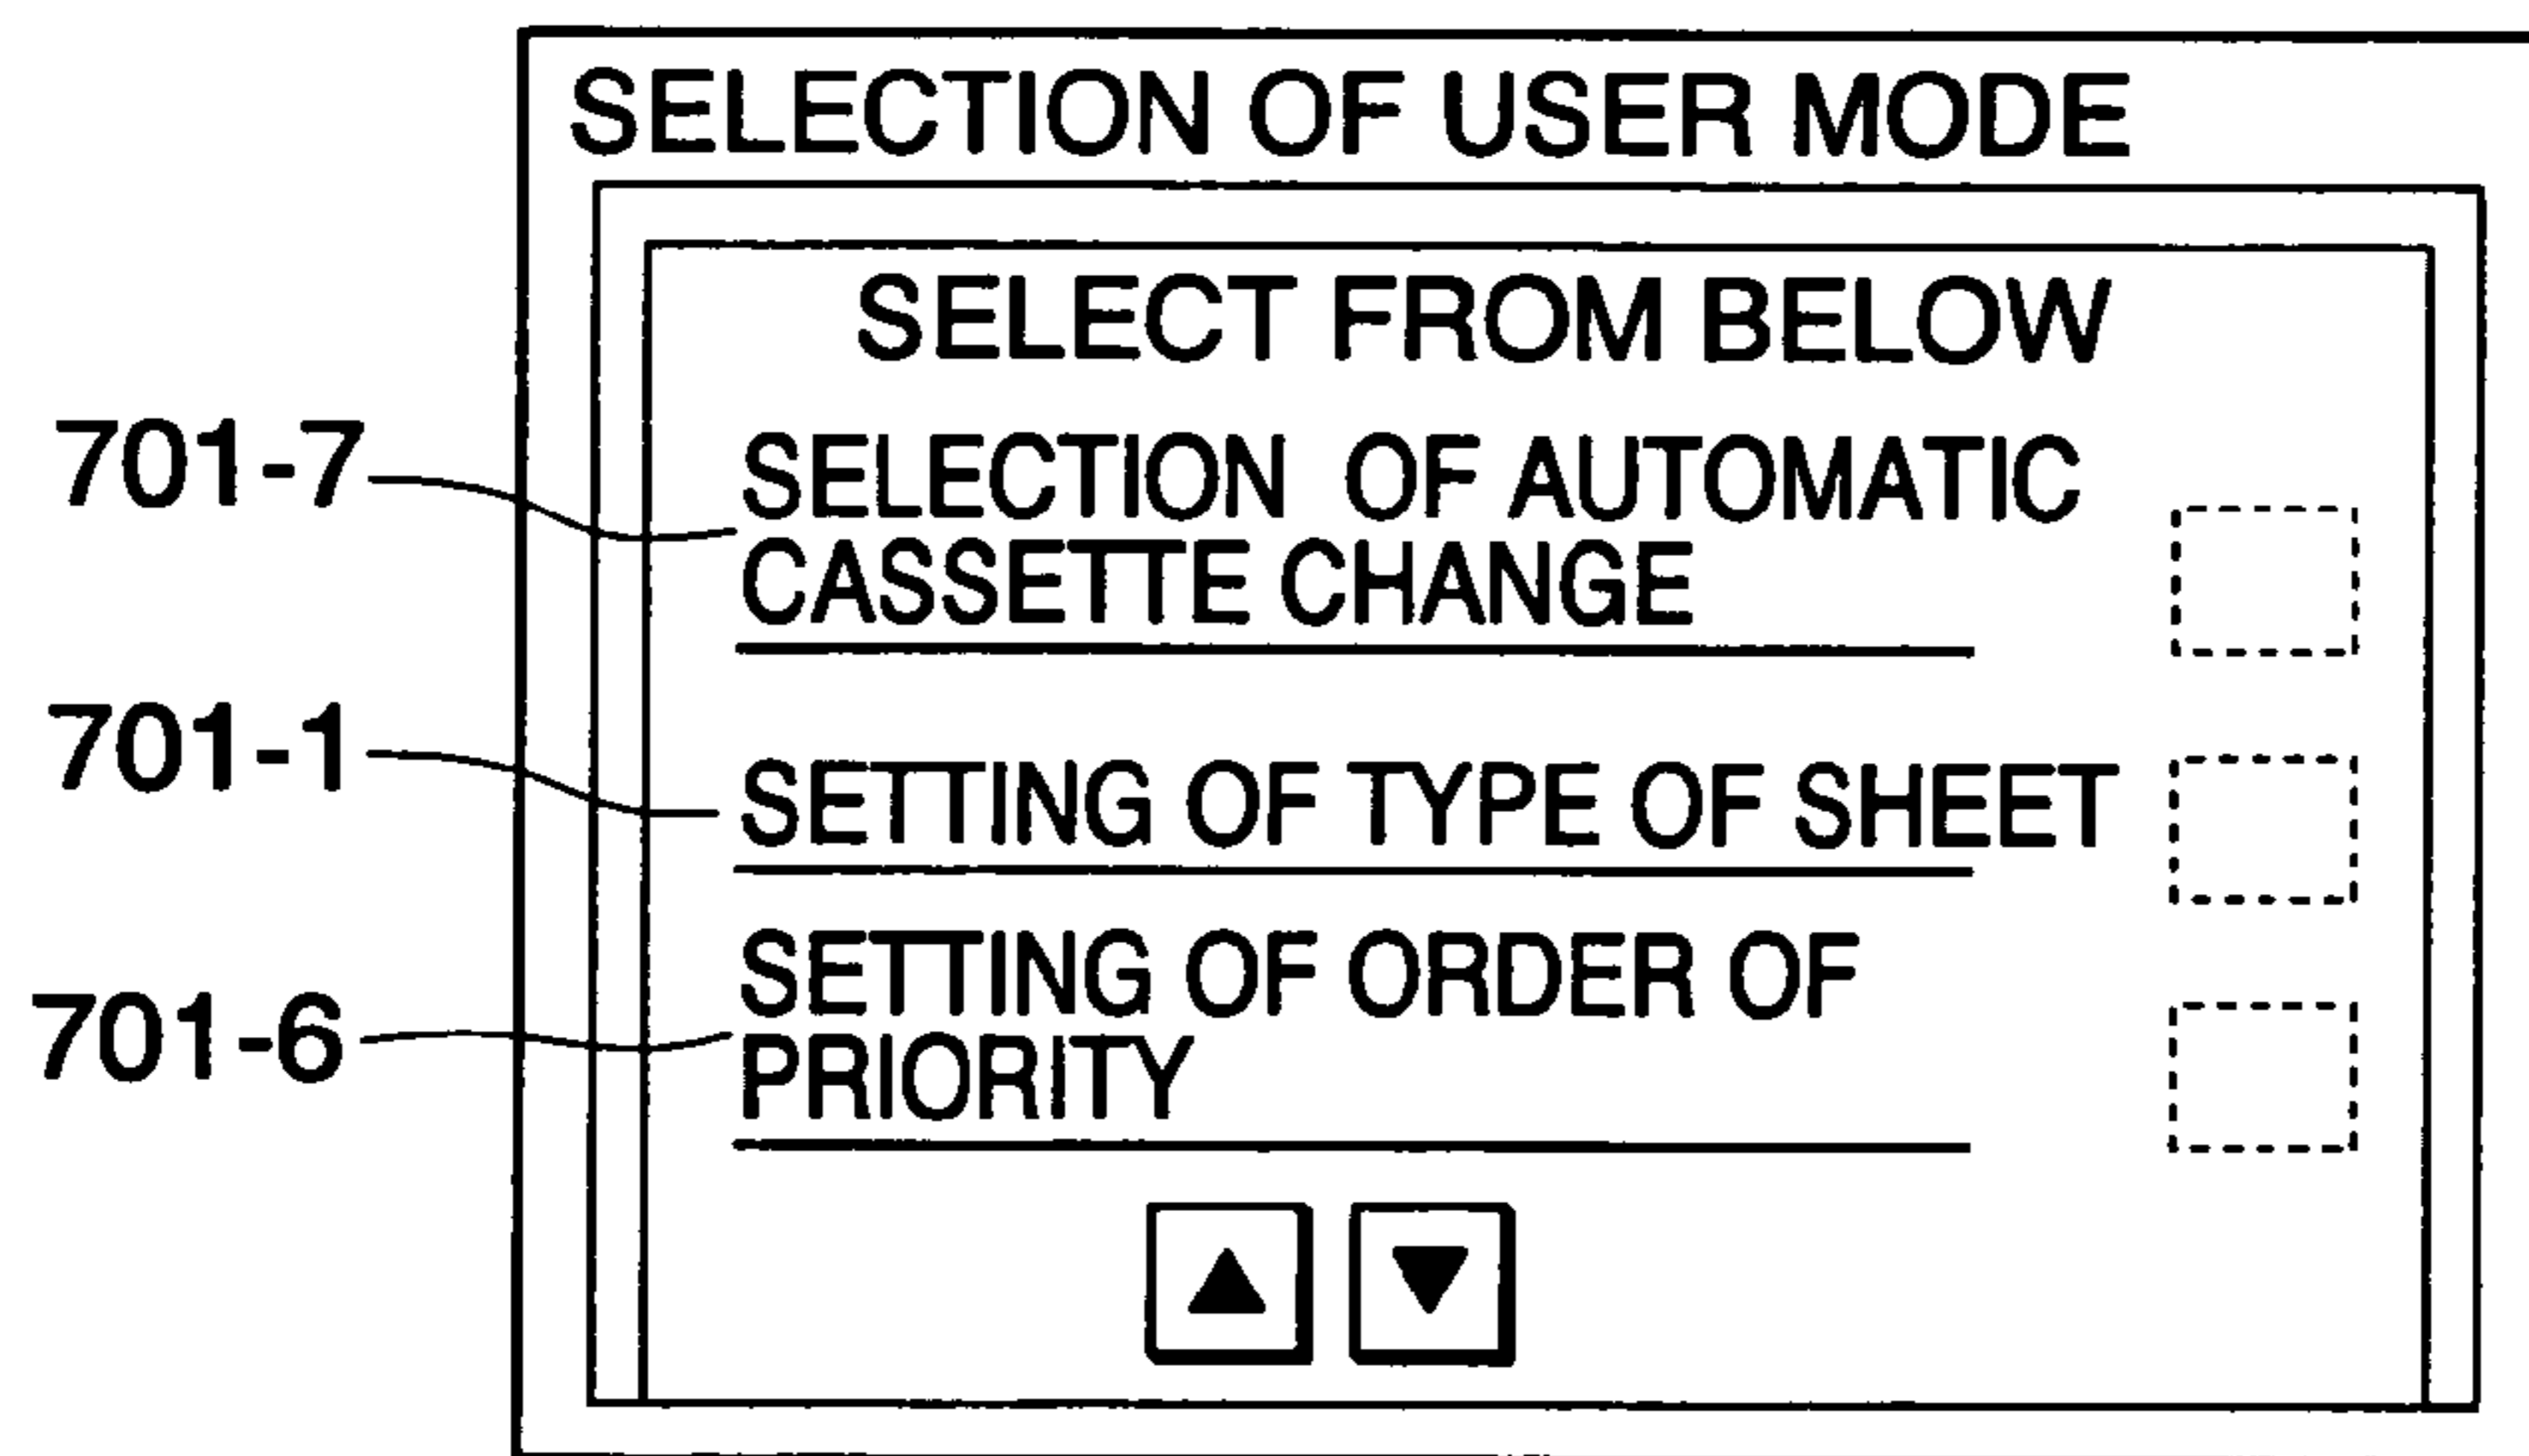 SELECTION OF USER MODE
SELECT FROM BELOW
701-7
SELECTION OF AUTOMATIC
CASSETTE CHANGE
701-1
SETTING OF TYPE OF SHEET
701-6
SETTING OF ORDER OF
PRIORITY